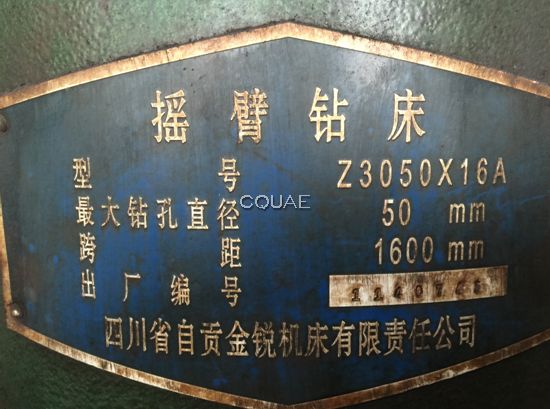 摇臂钻床
型号 Z3050X16A
最大钻孔直径 50 mm
跨距 1600 mm
出厂编号
四川省自贡金锐机床有限责任公司
CQUAE